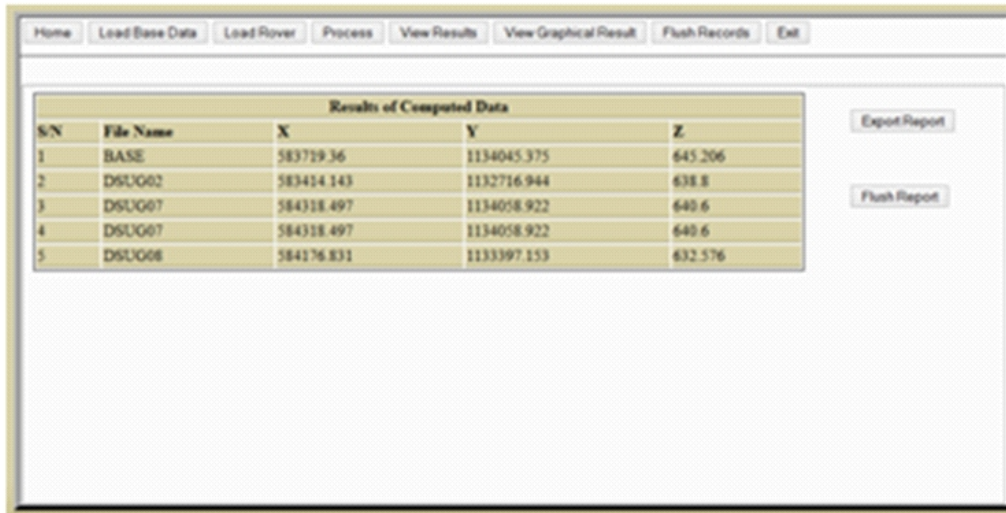 Home Load Base Data Load Rover Process View Results View Graphical Result Flush Records Exit
Results of Computed Data
S/N File Name X Y Z
1 BASE 583719.36 1134045.375 645.206
2 DSUG02 583414.143 1132716.944 638.8
3 DSUG07 584318.497 1134058.922 640.6
4 DSUG07 584318.497 1134058.922 640.6
5 DSUG08 584176.831 1133397.153 632.576
Export Report
Flush Report